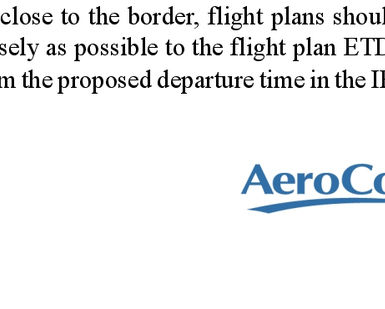 close to the border, flight plans shou
sely as possible to the flight plan ETD
m the proposed departure time in the I
AeroCo